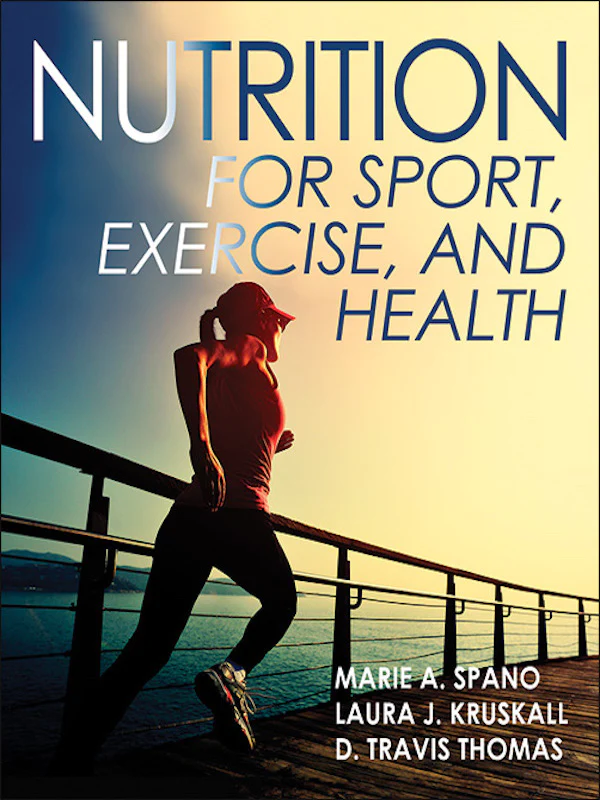 NUTRITION
FOR SPORT,
EXERCISE, AND
HEALTH
MARIE A. SPANO
LAURA J. KRUSKALL
D. TRAVIS THOMAS